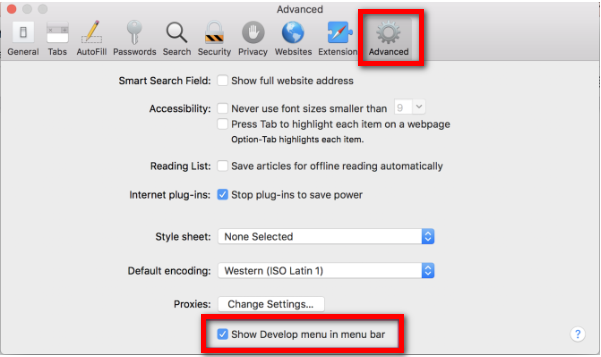 Advanced
General Tabs AutoFill Passwords Search Security Privacy Websites Extension Advanced
Smart Search Field: Show full website address
Accessibility: Never use font sizes smaller than 9
Press Tab to highlight each item on a webpage
Option-Tab highlights each item.
Reading List: Save articles for offline reading automatically
Internet plug-ins: Stop plug-ins to save power
Style sheet: None Selected
Default encoding: Western (ISO Latin 1)
Proxies: Change Settings...
Show Develop menu in menu bar
?